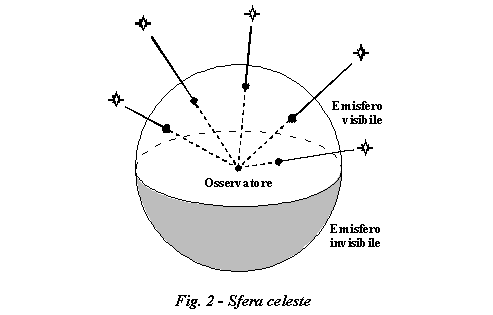 Emisfero
visibile
Osservatore
Emisfero
invisibile
Fig. 2 - Sfera celeste